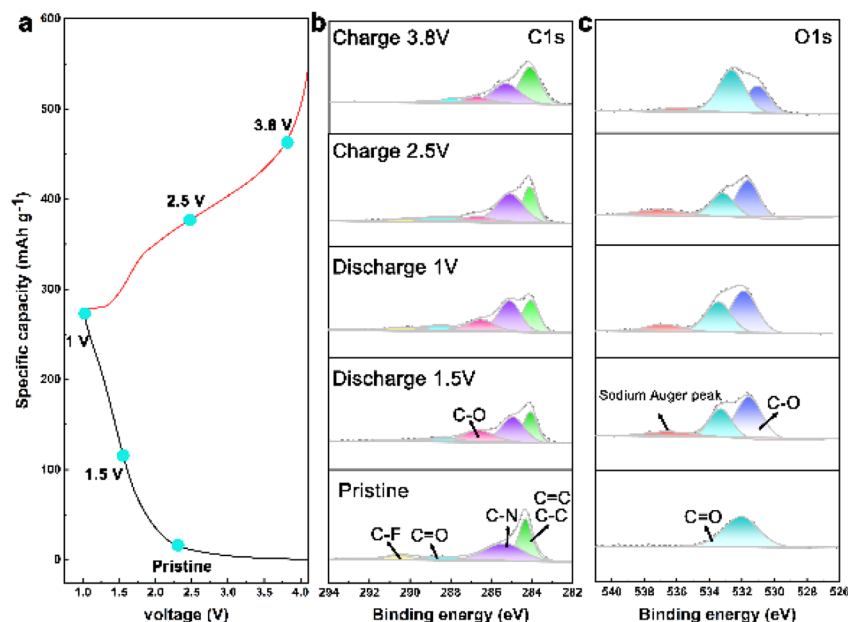 a
600
500
400
300
200
100
0
Specific capacity (mAh g⁻¹)
3.8 V
2.5 V
1 V
1.5 V
Pristine
1.0 1.5 2.0 2.5 3.0 3.5 4.0
voltage (V)
b
Charge 3.8V
C1s
Charge 2.5V
Discharge 1V
Discharge 1.5V
C-O
Pristine
C-F
C=O
C-N
C=C
C-C
294 292 290 288 286 284 282
Binding energy (eV)
c
O1s
Sodium Auger peak
C-O
C=O
540 538 536 534 532 530 528 526
Binding energy (eV)